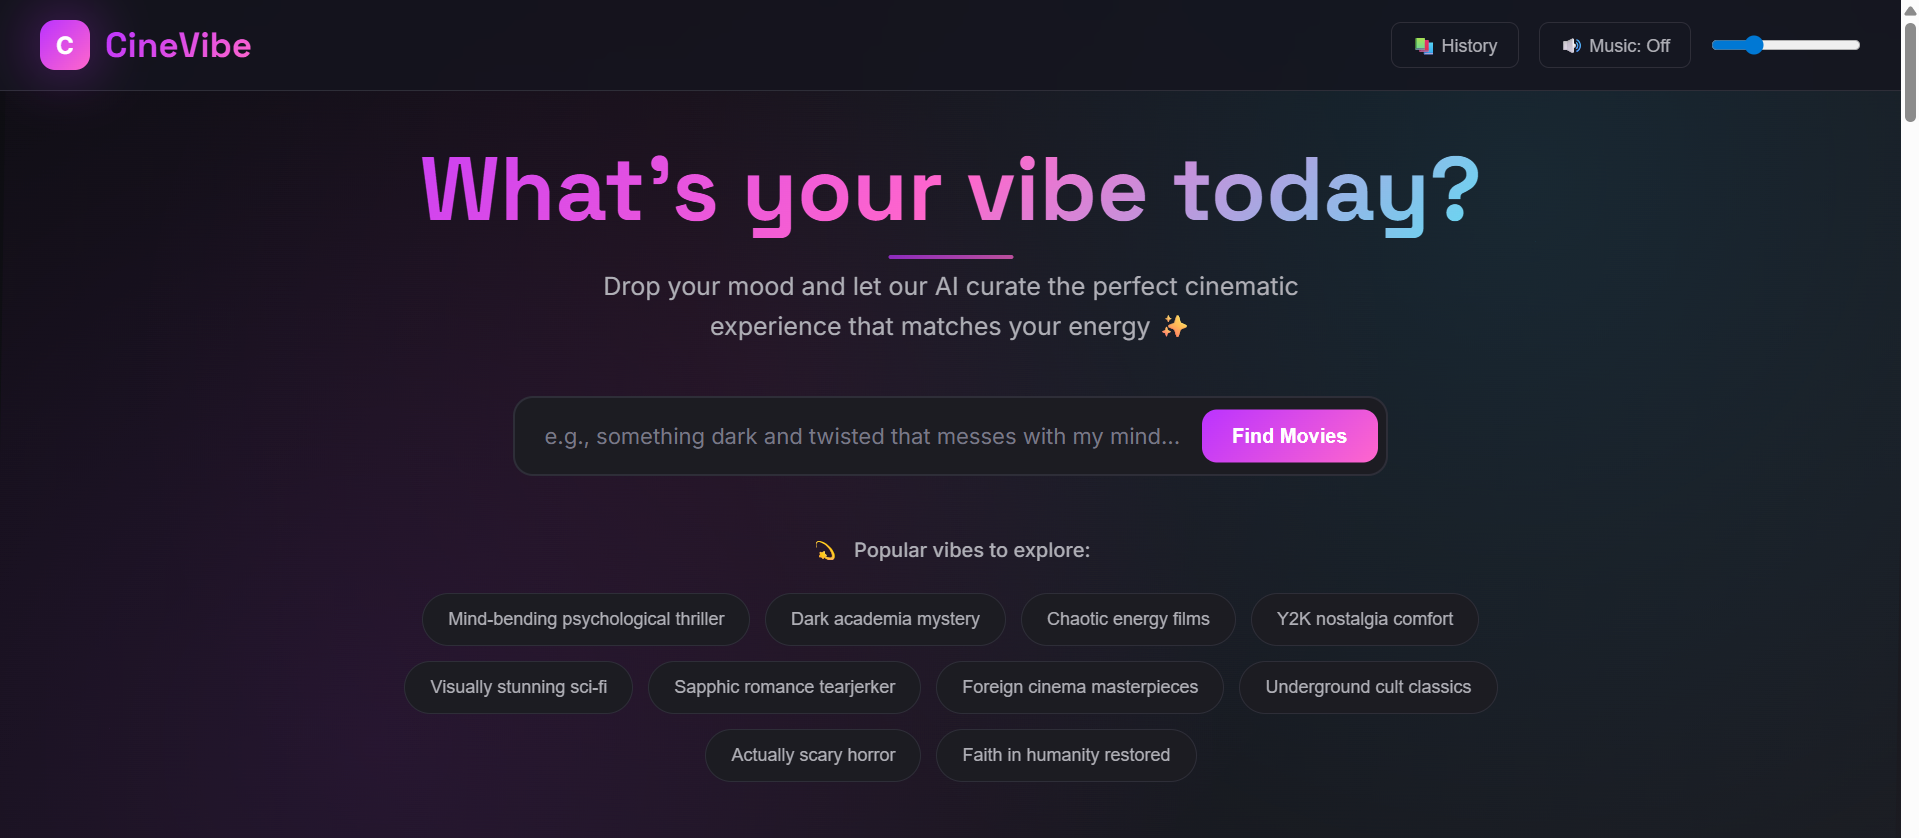 C CineVibe
History
Music: Off
What's your vibe today?
Drop your mood and let our AI curate the perfect cinematic
experience that matches your energy ✨
e.g., something dark and twisted that messes with my mind...
Find Movies
💫 Popular vibes to explore:
Mind-bending psychological thriller
Dark academia mystery
Chaotic energy films
Y2K nostalgia comfort
Visually stunning sci-fi
Sapphic romance tearjerker
Foreign cinema masterpieces
Underground cult classics
Actually scary horror
Faith in humanity restored